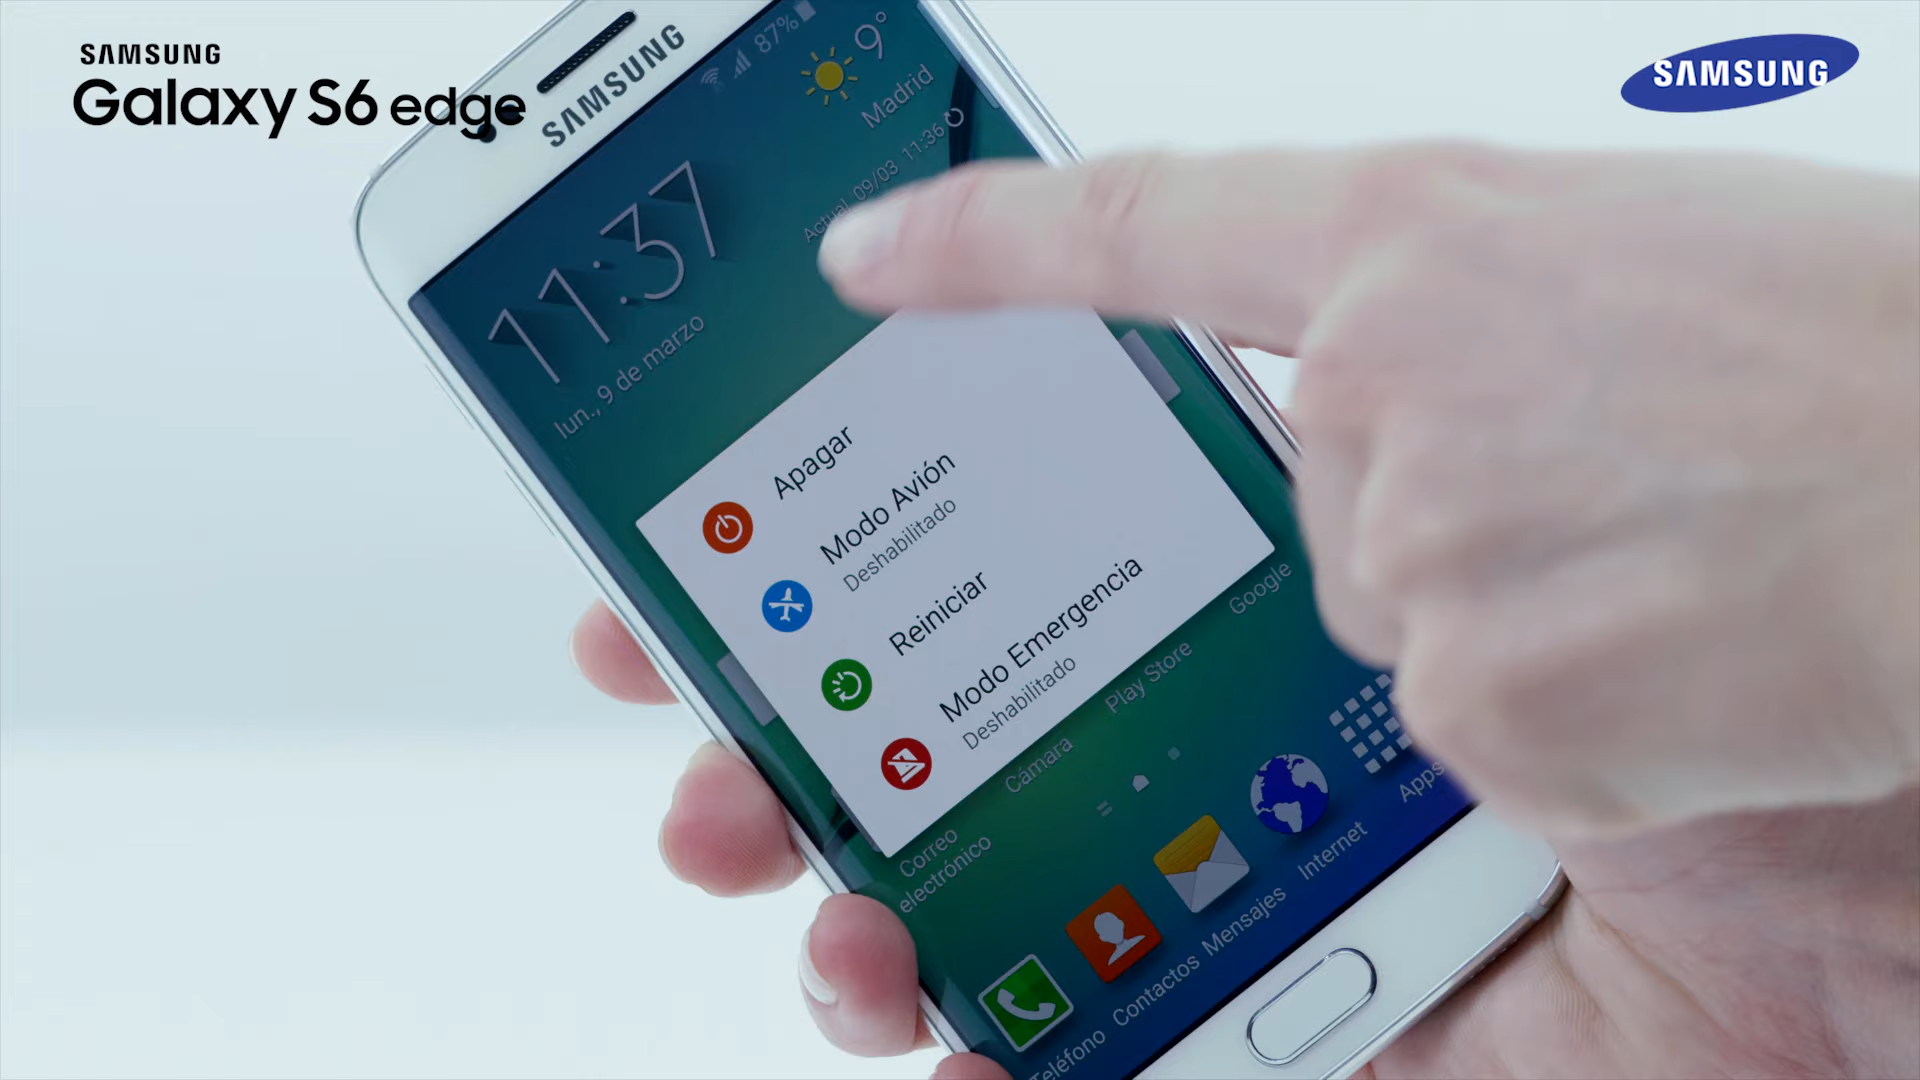 SAMSUNG
Galaxy S6 edge
SAMSUNG
SAMSUNG
87%
9°
Madrid
Actual. 09/03 11:36
11:37
lun., 9 de marzo
Apagar
Modo Avión
Deshabilitado
Reiniciar
Modo Emergencia
Deshabilitado
Correo
electrónico
Cámara
Play Store
Google
Teléfono
Contactos
Mensajes
Internet
Apps